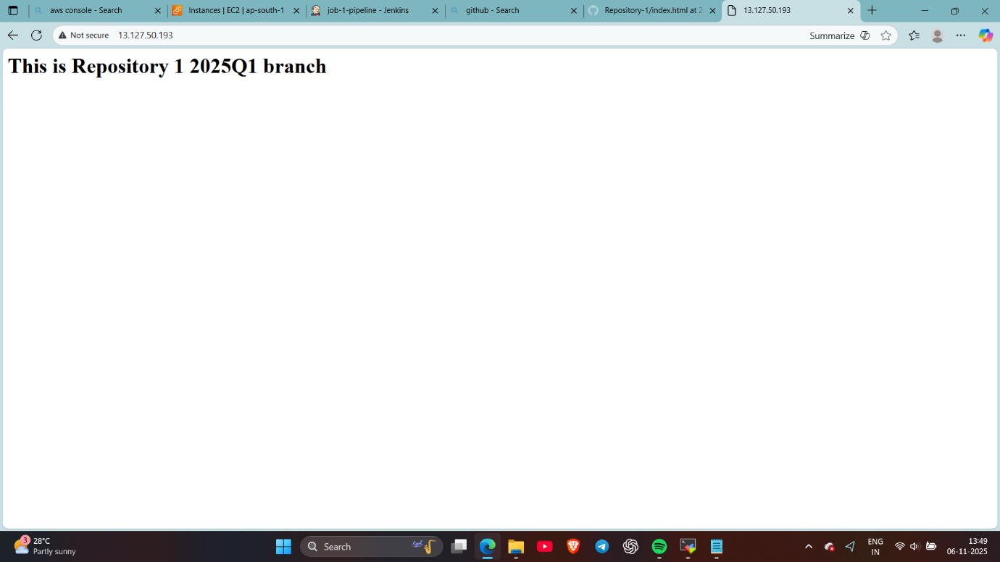 aws console - Search
Instances | EC2 | ap-south-1
job-1-pipeline - Jenkins
github - Search
Repository-1/index.html at 2
13.127.50.193
Not secure 13.127.50.193
Summarize
This is Repository 1 2025Q1 branch
3
28°C
Partly sunny
Search
ENG
IN
13:49
06-11-2025